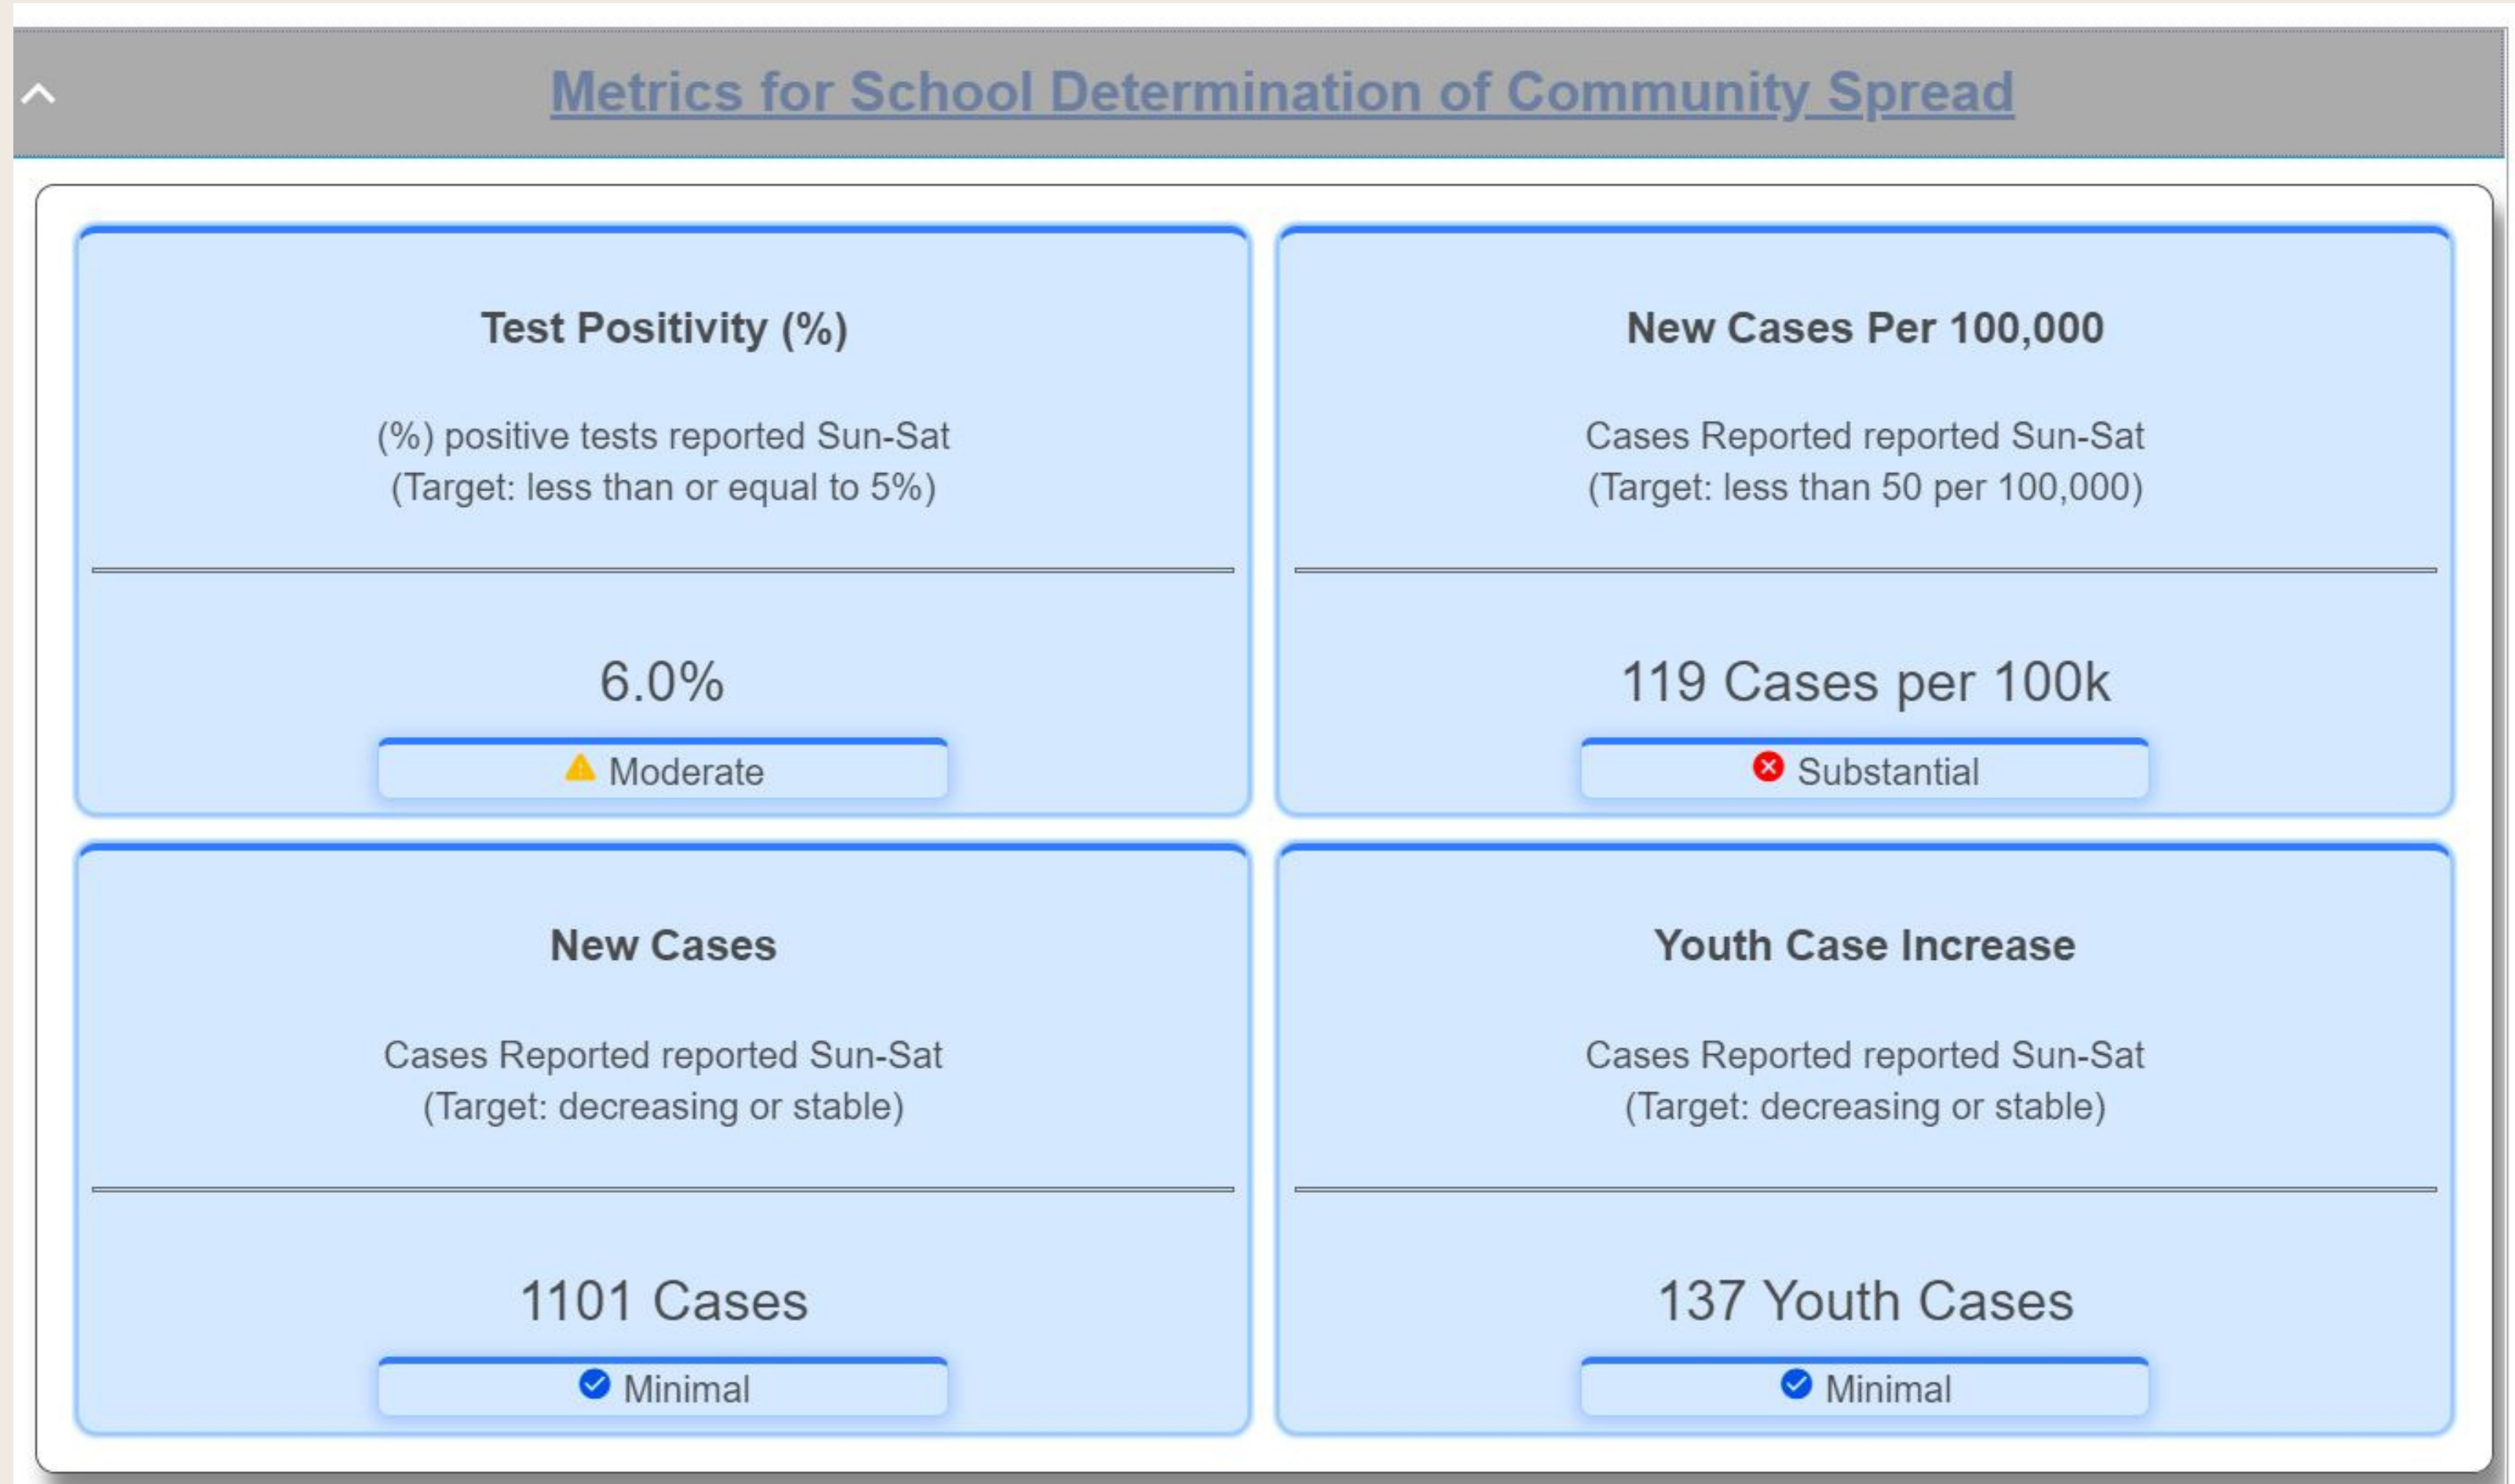 Metrics for School Determination of Community Spread
Test Positivity (%)
(%) positive tests reported Sun-Sat
(Target: less than or equal to 5%)
6.0%
Moderate
New Cases Per 100,000
Cases Reported reported Sun-Sat
(Target: less than 50 per 100,000)
119 Cases per 100k
Substantial
New Cases
Cases Reported reported Sun-Sat
(Target: decreasing or stable)
1101 Cases
Minimal
Youth Case Increase
Cases Reported reported Sun-Sat
(Target: decreasing or stable)
137 Youth Cases
Minimal